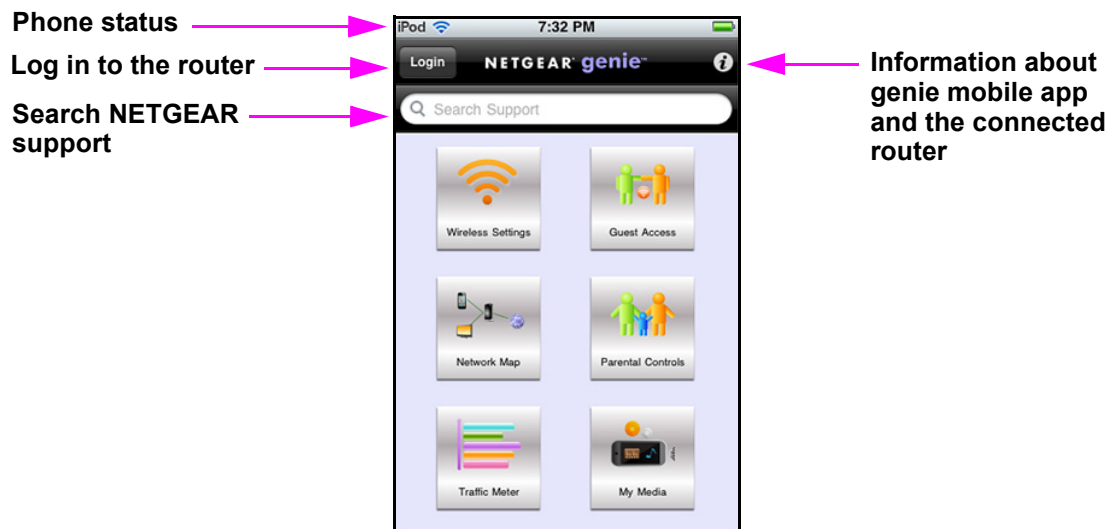 Phone status
Log in to the router
Search NETGEAR
support
iPod 7:32 PM
Login NETGEAR genie™
Search Support
Information about
genie mobile app
and the connected
router
Wireless Settings Guest Access
Network Map Parental Controls
Traffic Meter My Media